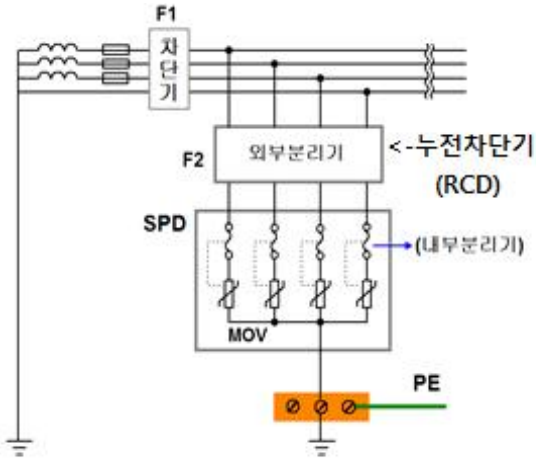 F1
차
단
기
F2
외부분리기
<-누전차단기
(RCD)
SPD
(내부분리기)
MOV
PE